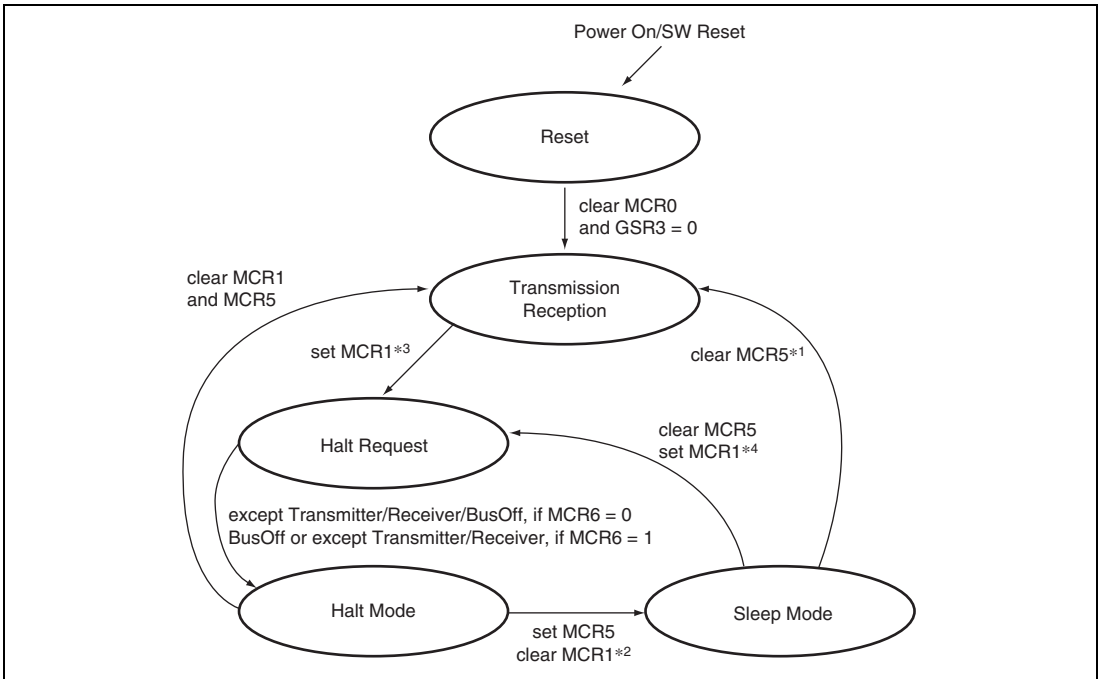 Power On/SW Reset
Reset
clear MCR0
and GSR3 = 0
clear MCR1
and MCR5
Transmission
Reception
set MCR1*3
clear MCR5*1
Halt Request
clear MCR5
set MCR1*4
except Transmitter/Receiver/BusOff, if MCR6 = 0
BusOff or except Transmitter/Receiver, if MCR6 = 1
Halt Mode
Sleep Mode
set MCR5
clear MCR1*2